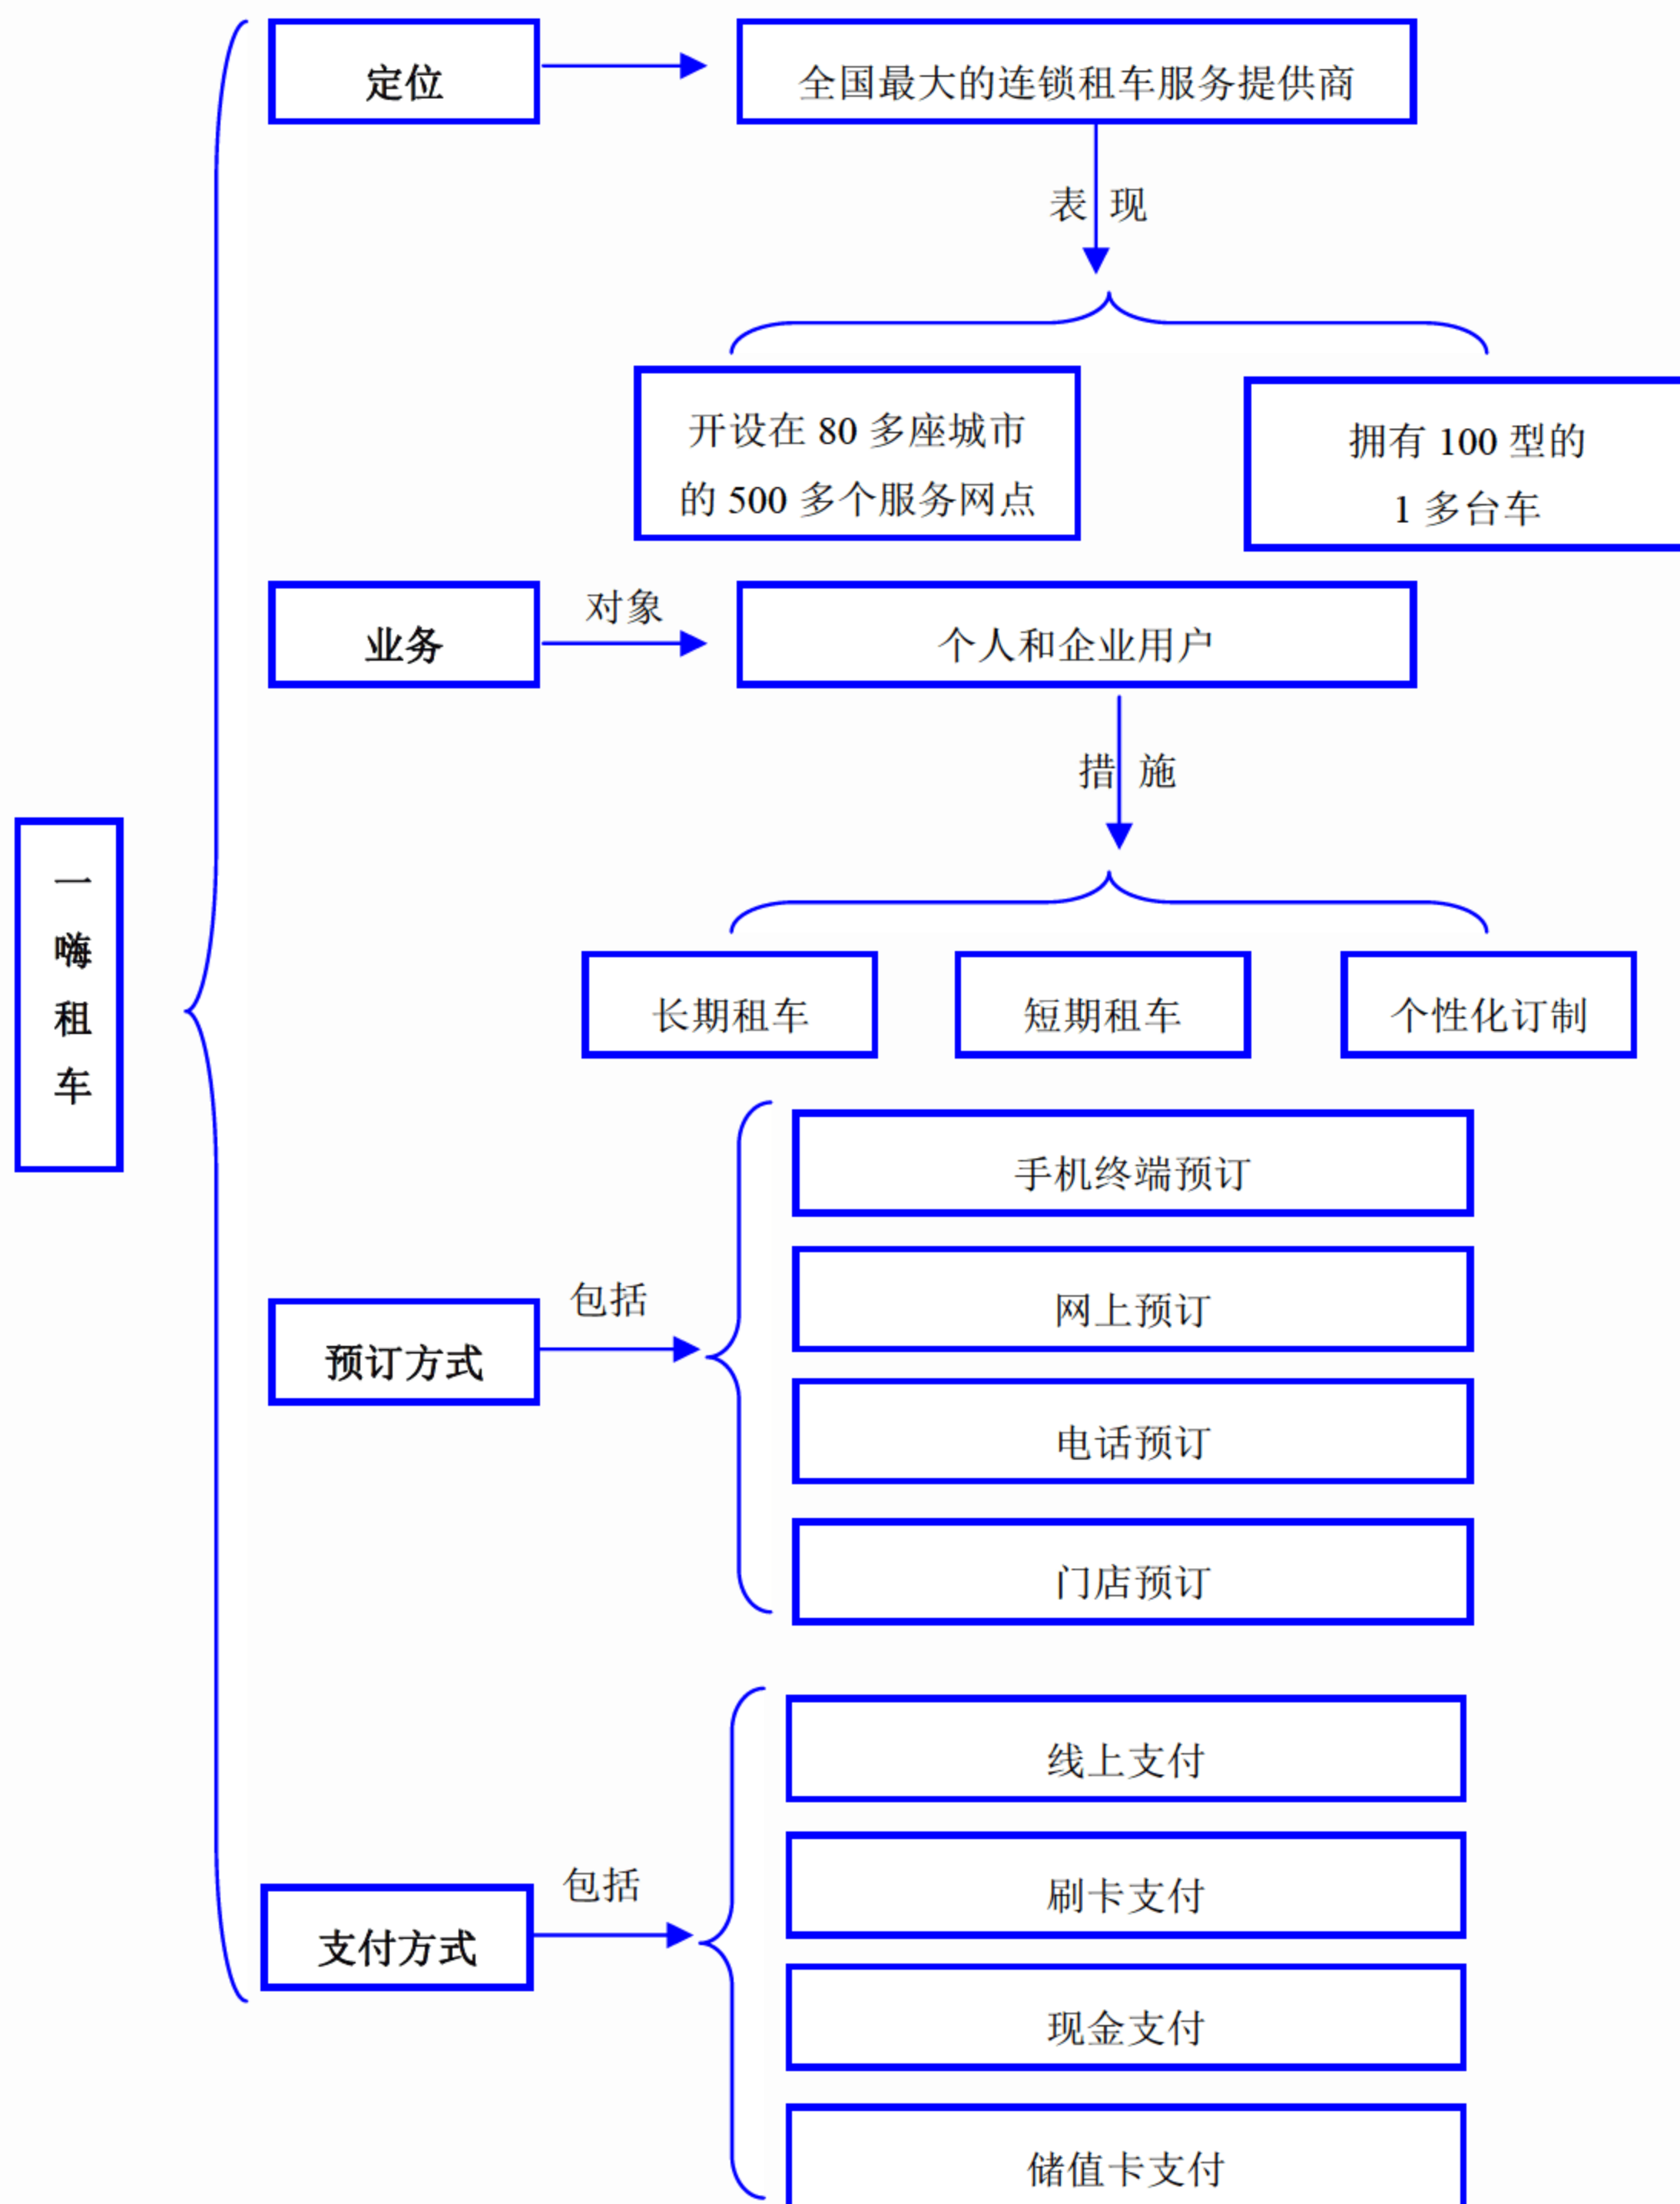 定位
全国最大的连锁租车服务提供商
表现
开设在 80 多座城市
的 500 多个服务网点
拥有 100 型的
1 多台车
业务
对象
个人和企业用户
措施
长期租车
短期租车
个性化订制
一
嗨
租
车
预订方式
包括
手机终端预订
网上预订
电话预订
门店预订
支付方式
包括
线上支付
刷卡支付
现金支付
储值卡支付